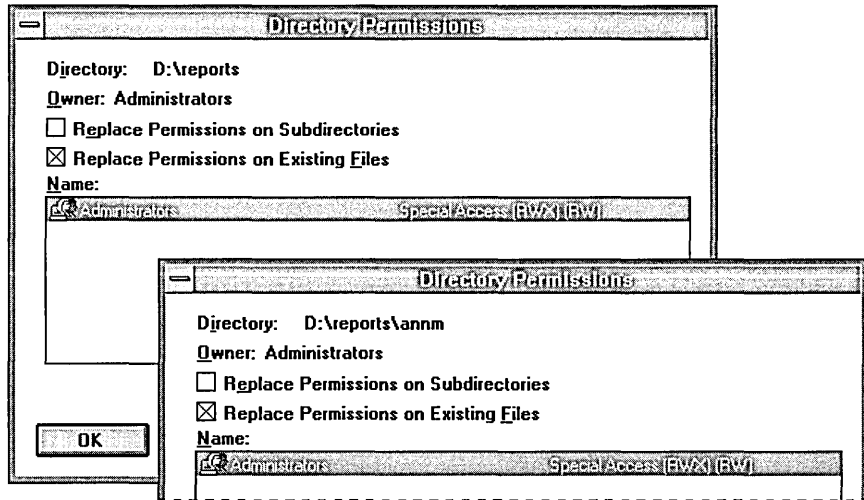 Directory Permissions
Directory: D:\reports
Owner: Administrators
Replace Permissions on Subdirectories
Replace Permissions on Existing Files
Name:
Administrators Special Access (RWX) (RW)
OK
Directory Permissions
Directory: D:\reports\annm
Owner: Administrators
Replace Permissions on Subdirectories
Replace Permissions on Existing Files
Name:
Administrators Special Access (RWX) (RW)